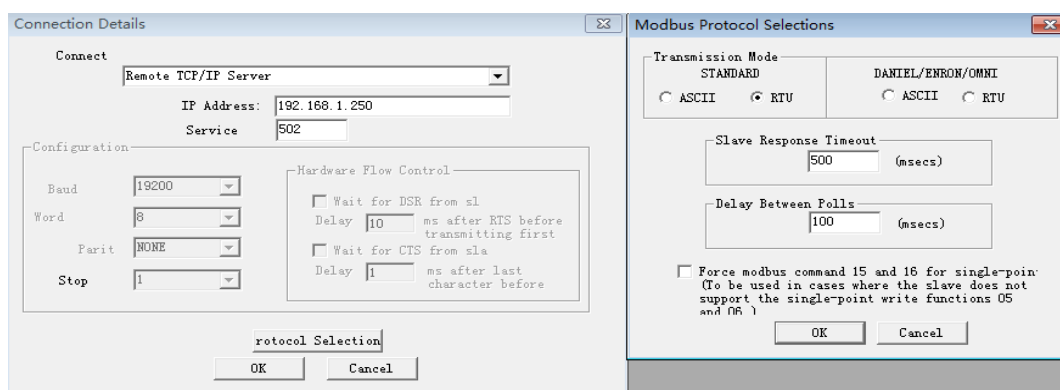 Connection Details
Connect
Remote TCP/IP Server
IP Address: 192.168.1.250
Service 502
Configuration
Baud 19200
Word 8
Parit NONE
Stop 1
Hardware Flow Control
Wait for DSR from sl
Delay 10 ms after RTS before
transmitting first
Wait for CTS from sla
Delay 1 ms after last
character before
rotocol Selection
OK Cancel
Modbus Protocol Selections
Transmission Mode
STANDARD DANIEL/ENRON/OMNI
ASCII RTU ASCII RTU
Slave Response Timeout
500 (msecs)
Delay Between Polls
100 (msecs)
Force modbus command 15 and 16 for single-poin
(To be used in cases where the slave does not
support the single-point write functions 05
and 06.)
OK Cancel